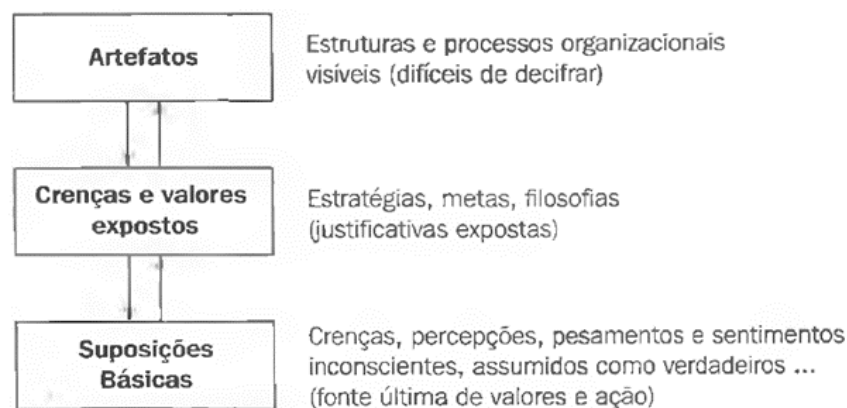 Artefatos
Estruturas e processos organizacionais
visíveis (difíceis de decifrar)
Crenças e valores
expostos
Estratégias, metas, filosofias
(justificativas expostas)
Suposições
Básicas
Crenças, percepções, pesamentos e sentimentos
inconscientes, assumidos como verdadeiros ...
(fonte última de valores e ação)